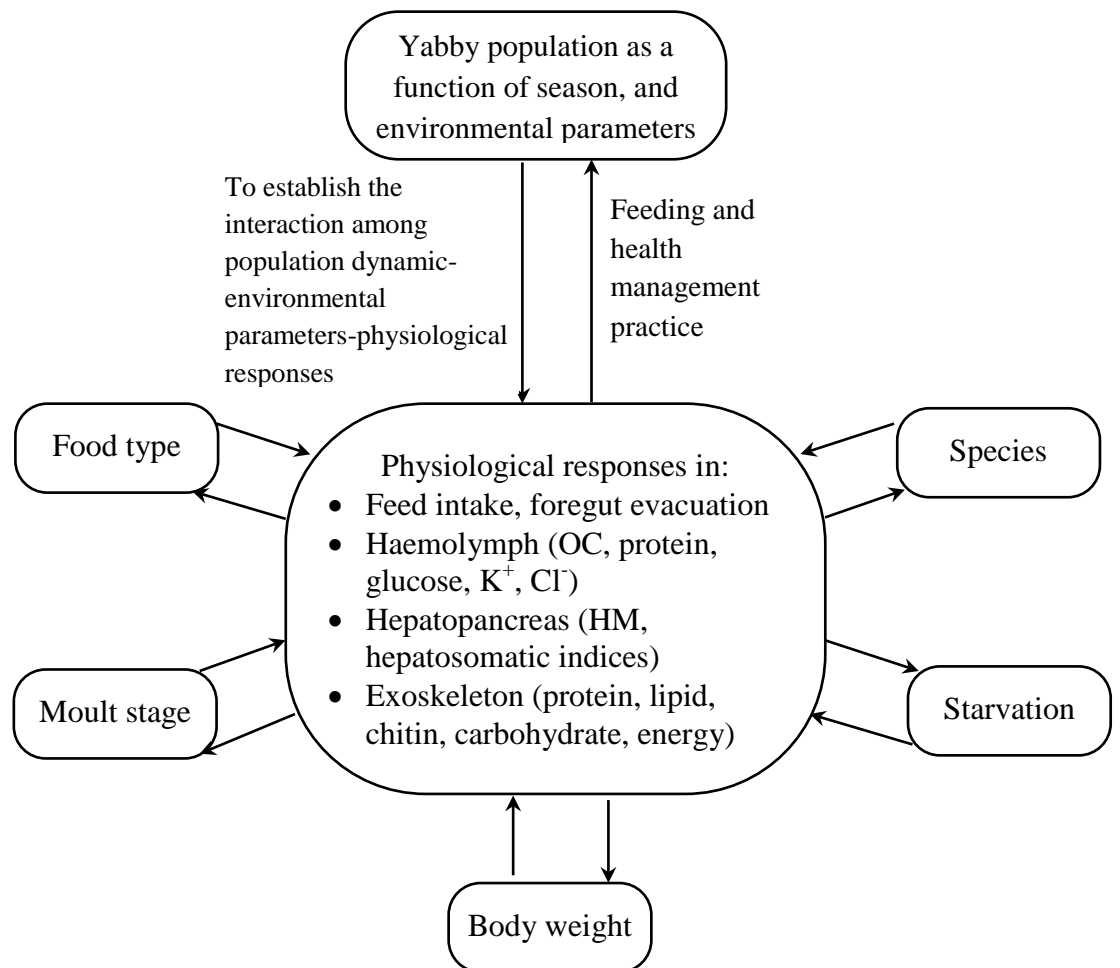 Yabby population as a
function of season, and
environmental parameters
To establish the
interaction among
population dynamic-
environmental
parameters-physiological
responses
Feeding and
health
management
practice
Food type
Species
Physiological responses in:
• Feed intake, foregut evacuation
• Haemolymph (OC, protein,
glucose, K⁺, Cl⁻)
• Hepatopancreas (HM,
hepatosomatic indices)
• Exoskeleton (protein, lipid,
chitin, carbohydrate, energy)
Moult stage
Starvation
Body weight